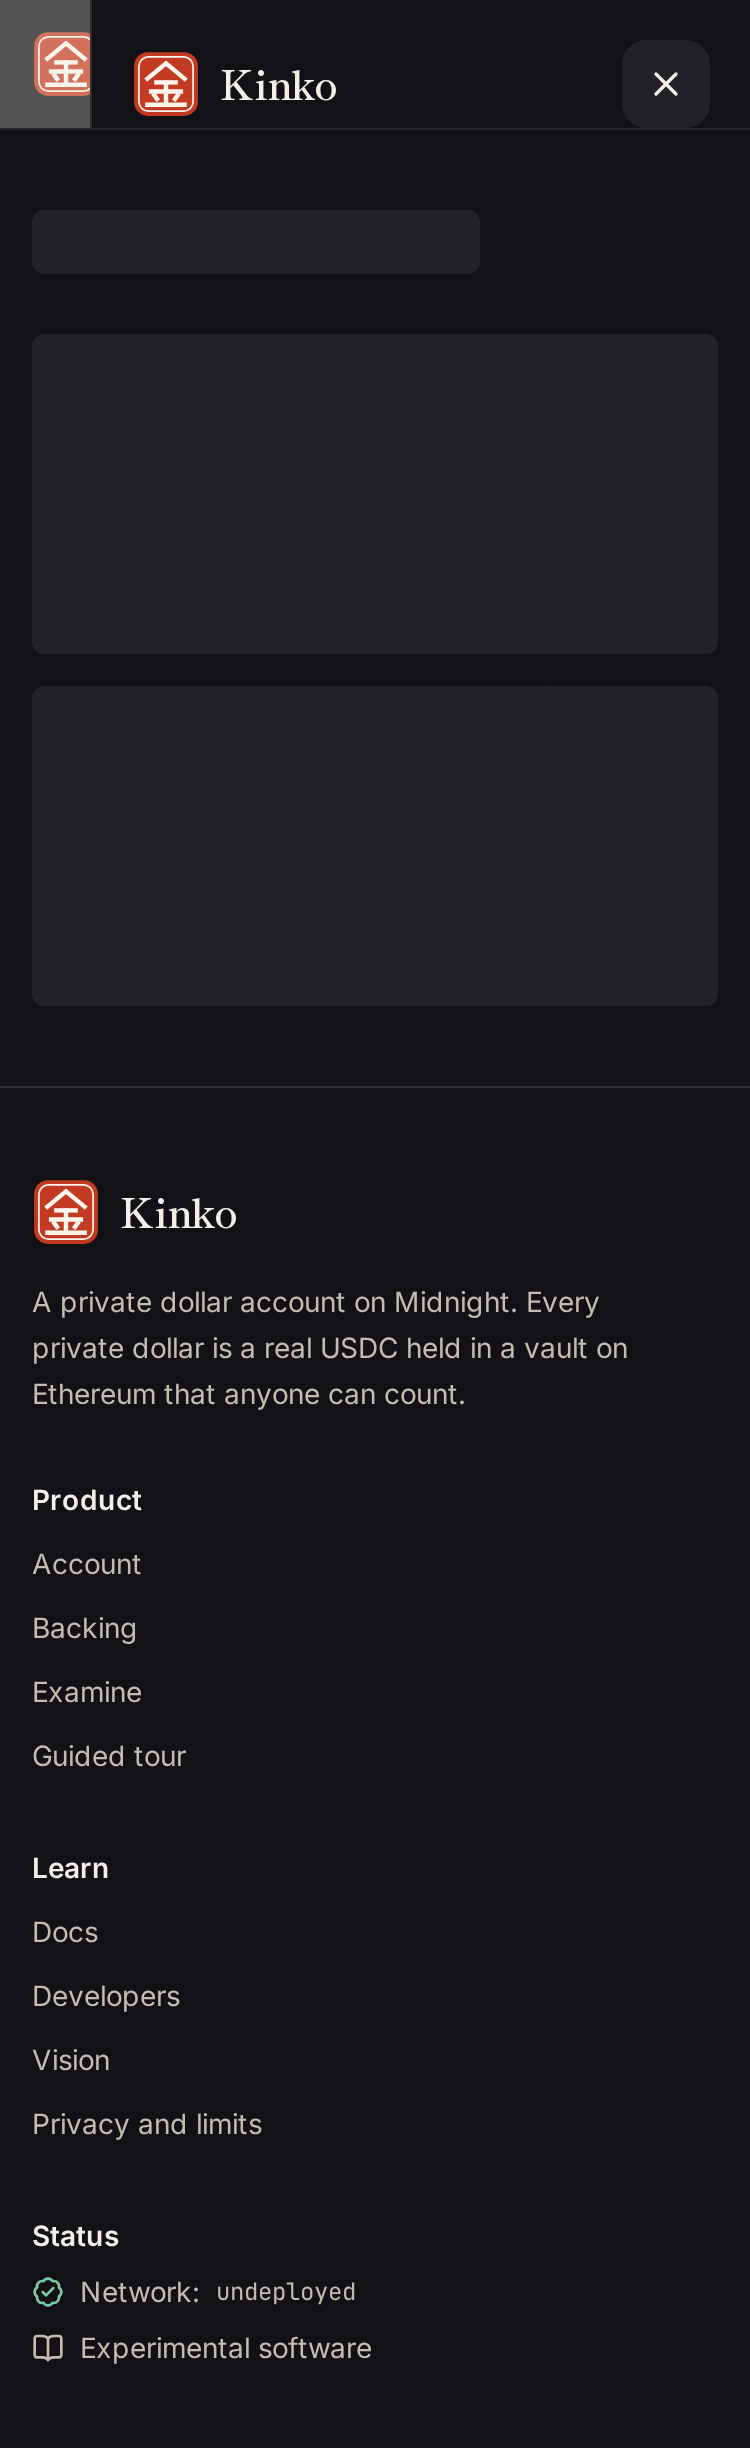 金
金 Kinko
金 Kinko
A private dollar account on Midnight. Every
private dollar is a real USDC held in a vault on
Ethereum that anyone can count.
Product
Account
Backing
Examine
Guided tour
Learn
Docs
Developers
Vision
Privacy and limits
Status
Network: undeployed
Experimental software